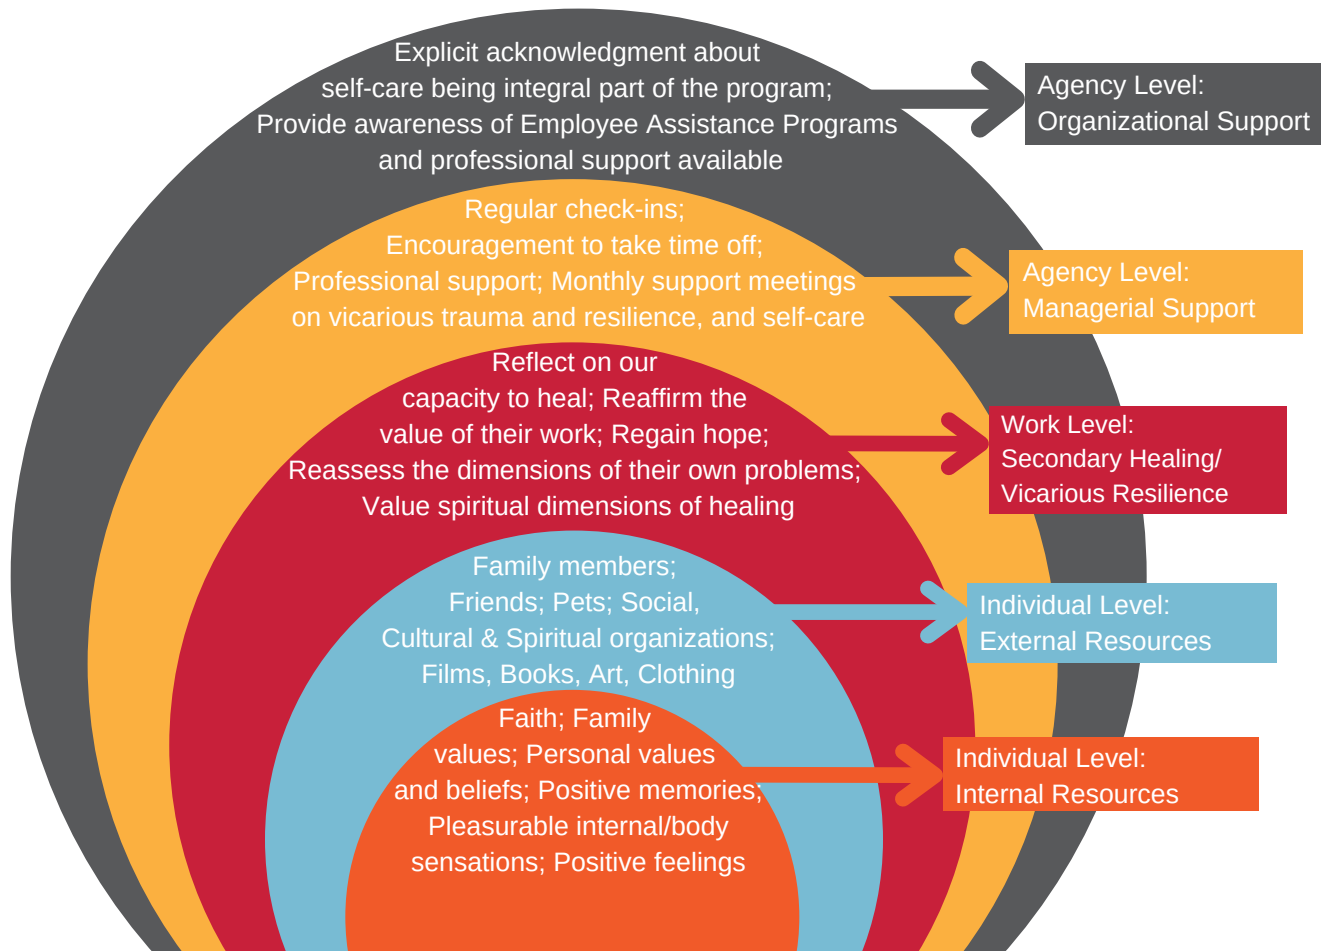 Explicit acknowledgment about
self-care being integral part of the program;
Provide awareness of Employee Assistance Programs
and professional support available
Agency Level:
Organizational Support
Regular check-ins;
Encouragement to take time off;
Professional support; Monthly support meetings
on vicarious trauma and resilience, and self-care
Agency Level:
Managerial Support
Reflect on our
capacity to heal; Reaffirm the
value of their work; Regain hope;
Reassess the dimensions of their own problems;
Value spiritual dimensions of healing
Work Level:
Secondary Healing/
Vicarious Resilience
Family members;
Friends; Pets; Social,
Cultural & Spiritual organizations;
Films, Books, Art, Clothing
Individual Level:
External Resources
Faith; Family
values; Personal values
and beliefs; Positive memories;
Pleasurable internal/body
sensations; Positive feelings
Individual Level:
Internal Resources